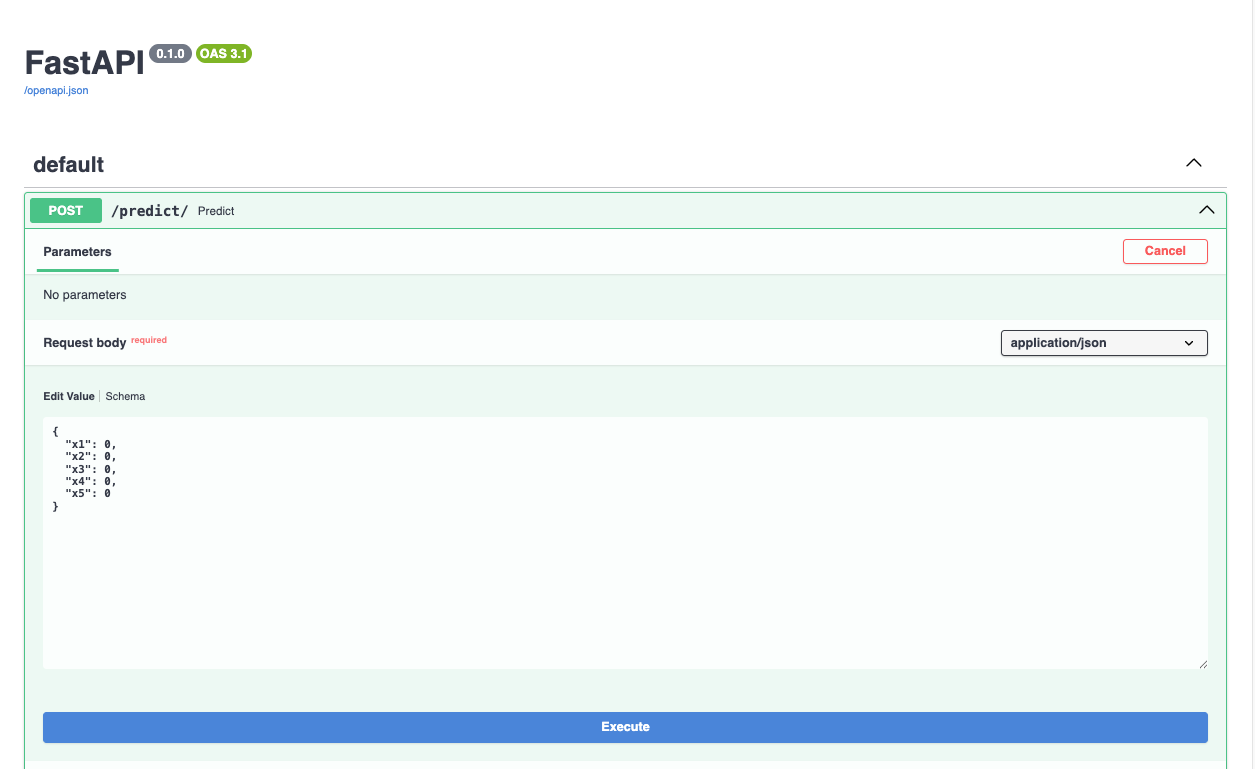 FastAPI 0.1.0 OAS 3.1
/openapi.json
default
POST /predict/ Predict
Parameters Cancel
No parameters
Request body required application/json
Edit Value Schema
{
  "x1": 0,
  "x2": 0,
  "x3": 0,
  "x4": 0,
  "x5": 0
}
Execute